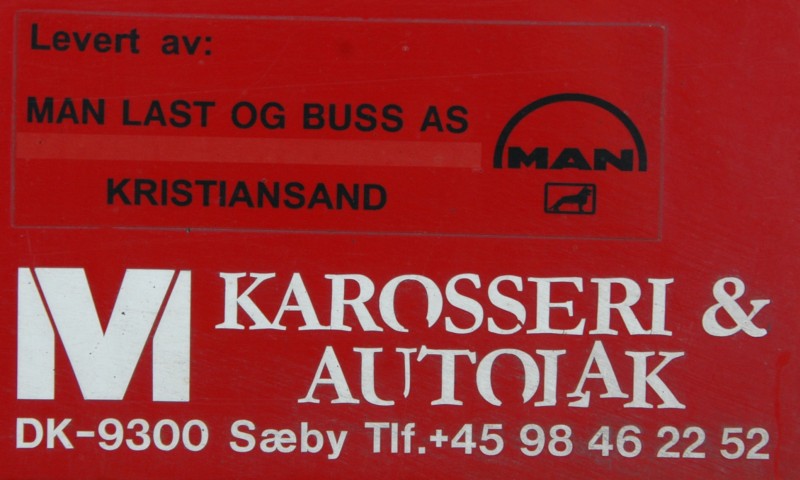 Levert av:
MAN LAST OG BUSS AS
MAN
KRISTIANSAND
M KAROSSERI &
AUTOLAK
DK-9300 Sæby Tlf.+45 98 46 22 52